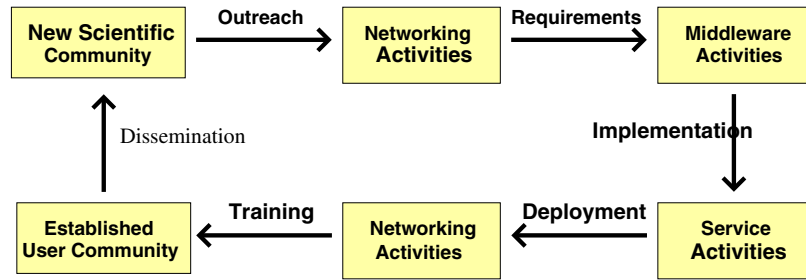 New Scientific
Community
Outreach
Networking
Activities
Requirements
Middleware
Activities
Implementation
Dissemination
Established
User Community
Training
Networking
Activities
Deployment
Service
Activities